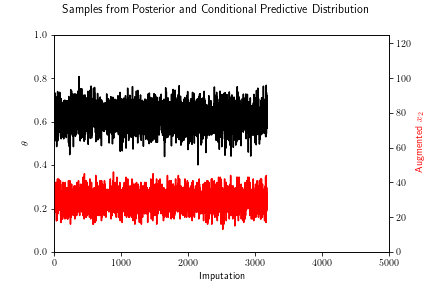 Samples from Posterior and Conditional Predictive Distribution
1.0
0.8
0.6
0.4
0.2
0.0
θ
120
100
80
60
40
20
0
Augmented x₂
0 1000 2000 3000 4000 5000
Imputation